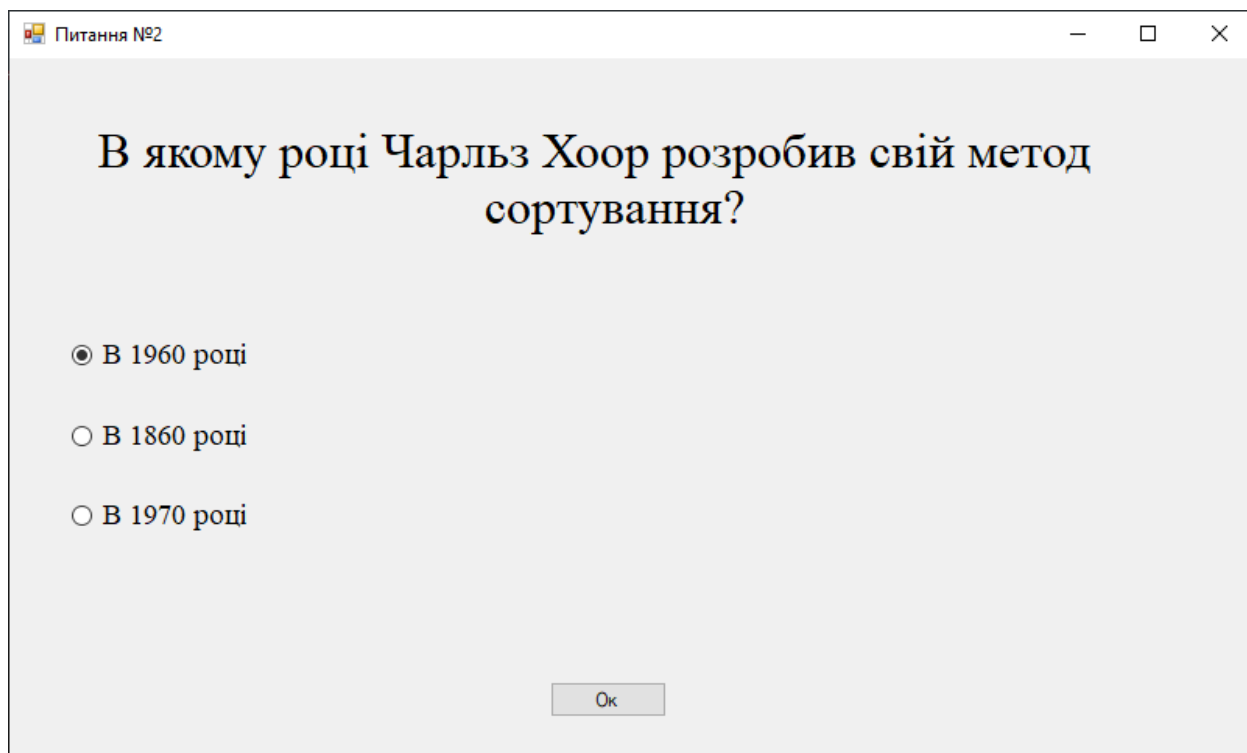 Питання №2
В якому році Чарльз Хоор розробив свій метод
сортування?
В 1960 році
В 1860 році
В 1970 році
Ок